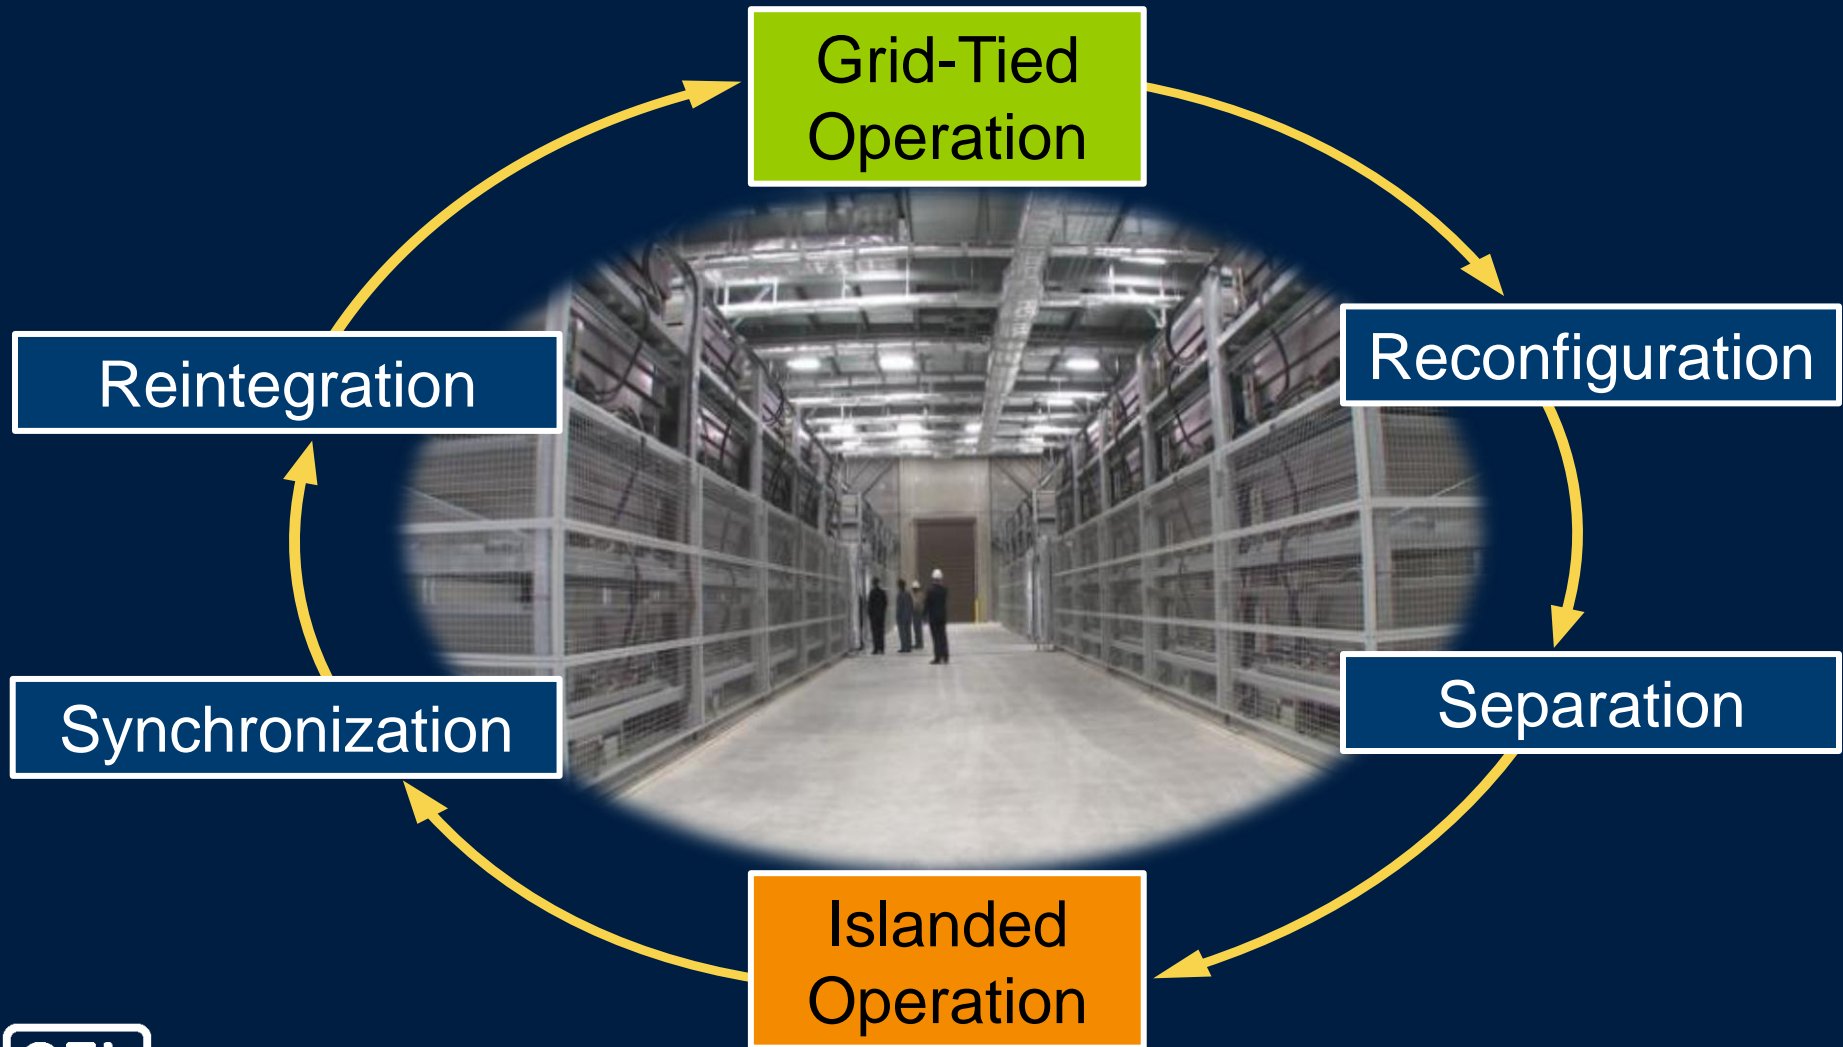 Grid-Tied
Operation
Reconfiguration
Reintegration
Separation
Synchronization
Islanded
Operation